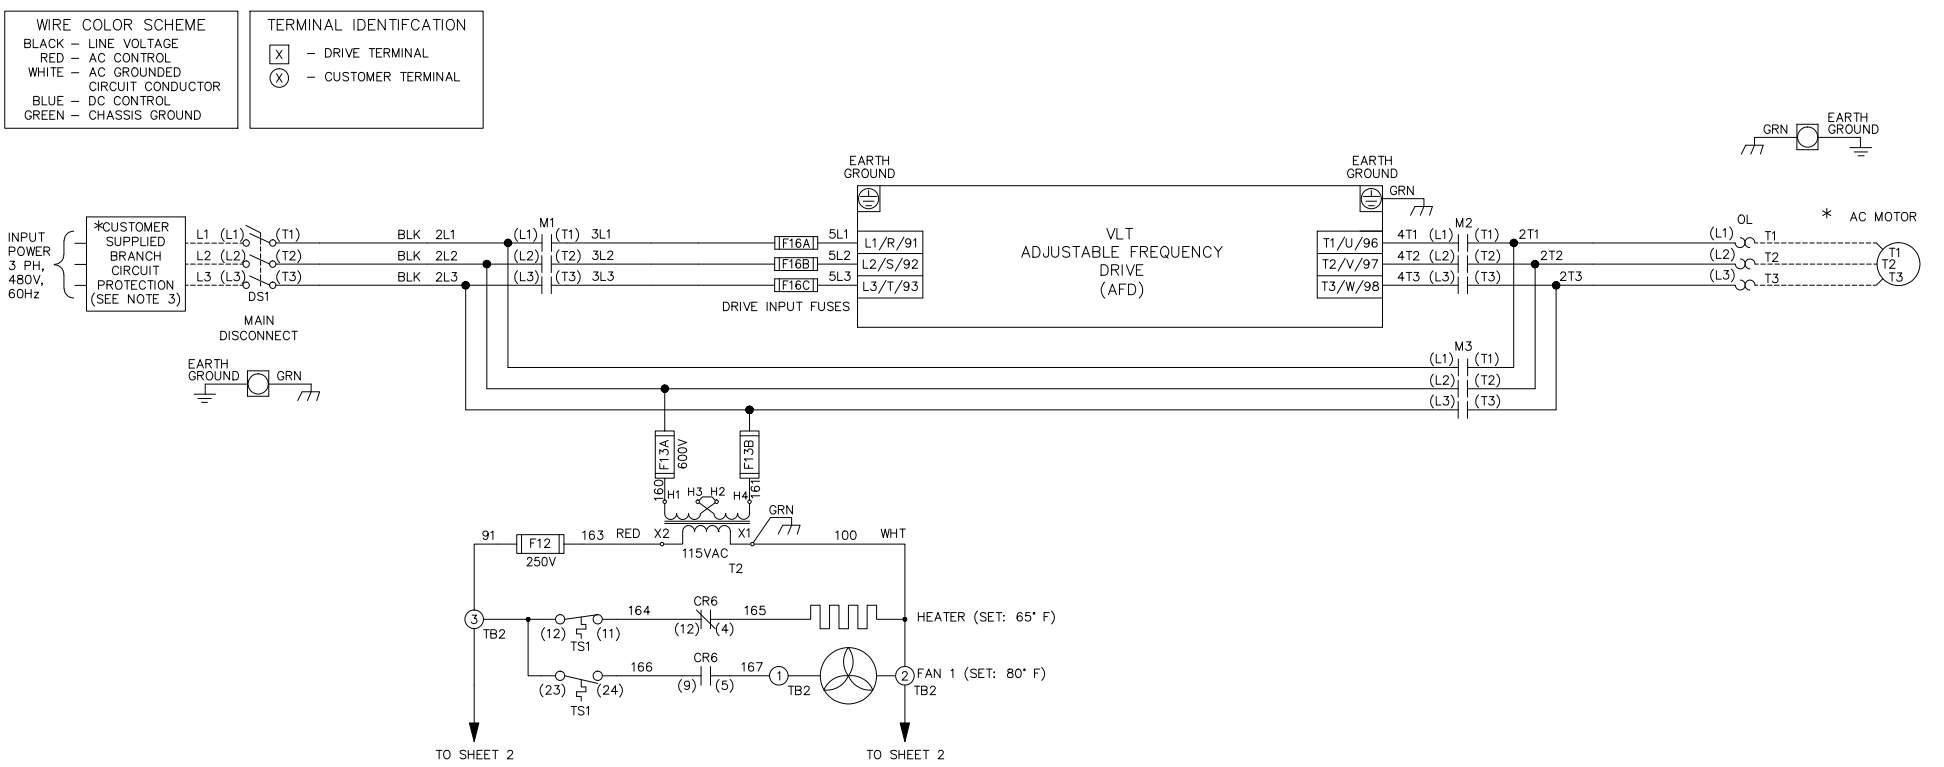 WIRE COLOR SCHEME
BLACK – LINE VOLTAGE
RED – AC CONTROL
WHITE – AC GROUNDED
CIRCUIT CONDUCTOR
BLUE – DC CONTROL
GREEN – CHASSIS GROUND
TERMINAL IDENTIFCATION
X – DRIVE TERMINAL
X – CUSTOMER TERMINAL
GRN
EARTH
GROUND
EARTH
GROUND
EARTH
GROUND
GRN
INPUT
POWER
3 PH,
480V,
60Hz
*CUSTOMER
SUPPLIED
BRANCH
CIRCUIT
PROTECTION
(SEE NOTE 3)
L1 (L1) (T1) BLK 2L1 (L1) M1 (T1) 3L1 F16A 5L1 L1/R/91
L2 (L2) (T2) BLK 2L2 (L2) (T2) 3L2 F16B 5L2 L2/S/92
L3 (L3) (T3) BLK 2L3 (L3) (T3) 3L3 F16C 5L3 L3/T/93
DS1
MAIN
DISCONNECT
DRIVE INPUT FUSES
VLT
ADJUSTABLE FREQUENCY
DRIVE
(AFD)
T1/U/96 4T1 (L1) M2 (T1) 2T1 (L1) OL T1
T2/V/97 4T2 (L2) (T2) 2T2 (L2) T2
T3/W/98 4T3 (L3) (T3) 2T3 (L3) T3
* AC MOTOR
T1
T2
T3
EARTH
GROUND
GRN
M3
(L1) (T1)
(L2) (T2)
(L3) (T3)
F13A
600V
F13B
160
161
H1 H3 H2 H4
GRN
91 F12 163 RED X2 X1 100 WHT
250V
115VAC
T2
3
TB2
(12) (11)
TS1
164
CR6
(12) (4)
165
HEATER (SET: 65° F)
(23) (24)
TS1
166
CR6
(9) (5)
167
1
TB2
2
TB2
FAN 1 (SET: 80° F)
TO SHEET 2
TO SHEET 2